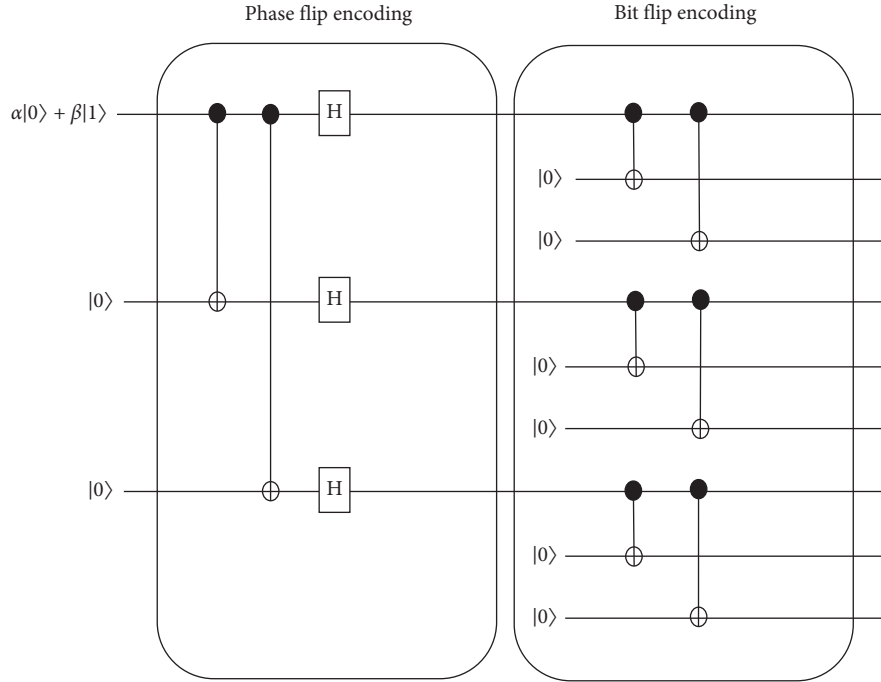 Phase flip encoding
Bit flip encoding
α|0⟩ + β|1⟩
H
|0⟩
|0⟩
|0⟩
H
|0⟩
|0⟩
|0⟩
H
|0⟩
|0⟩